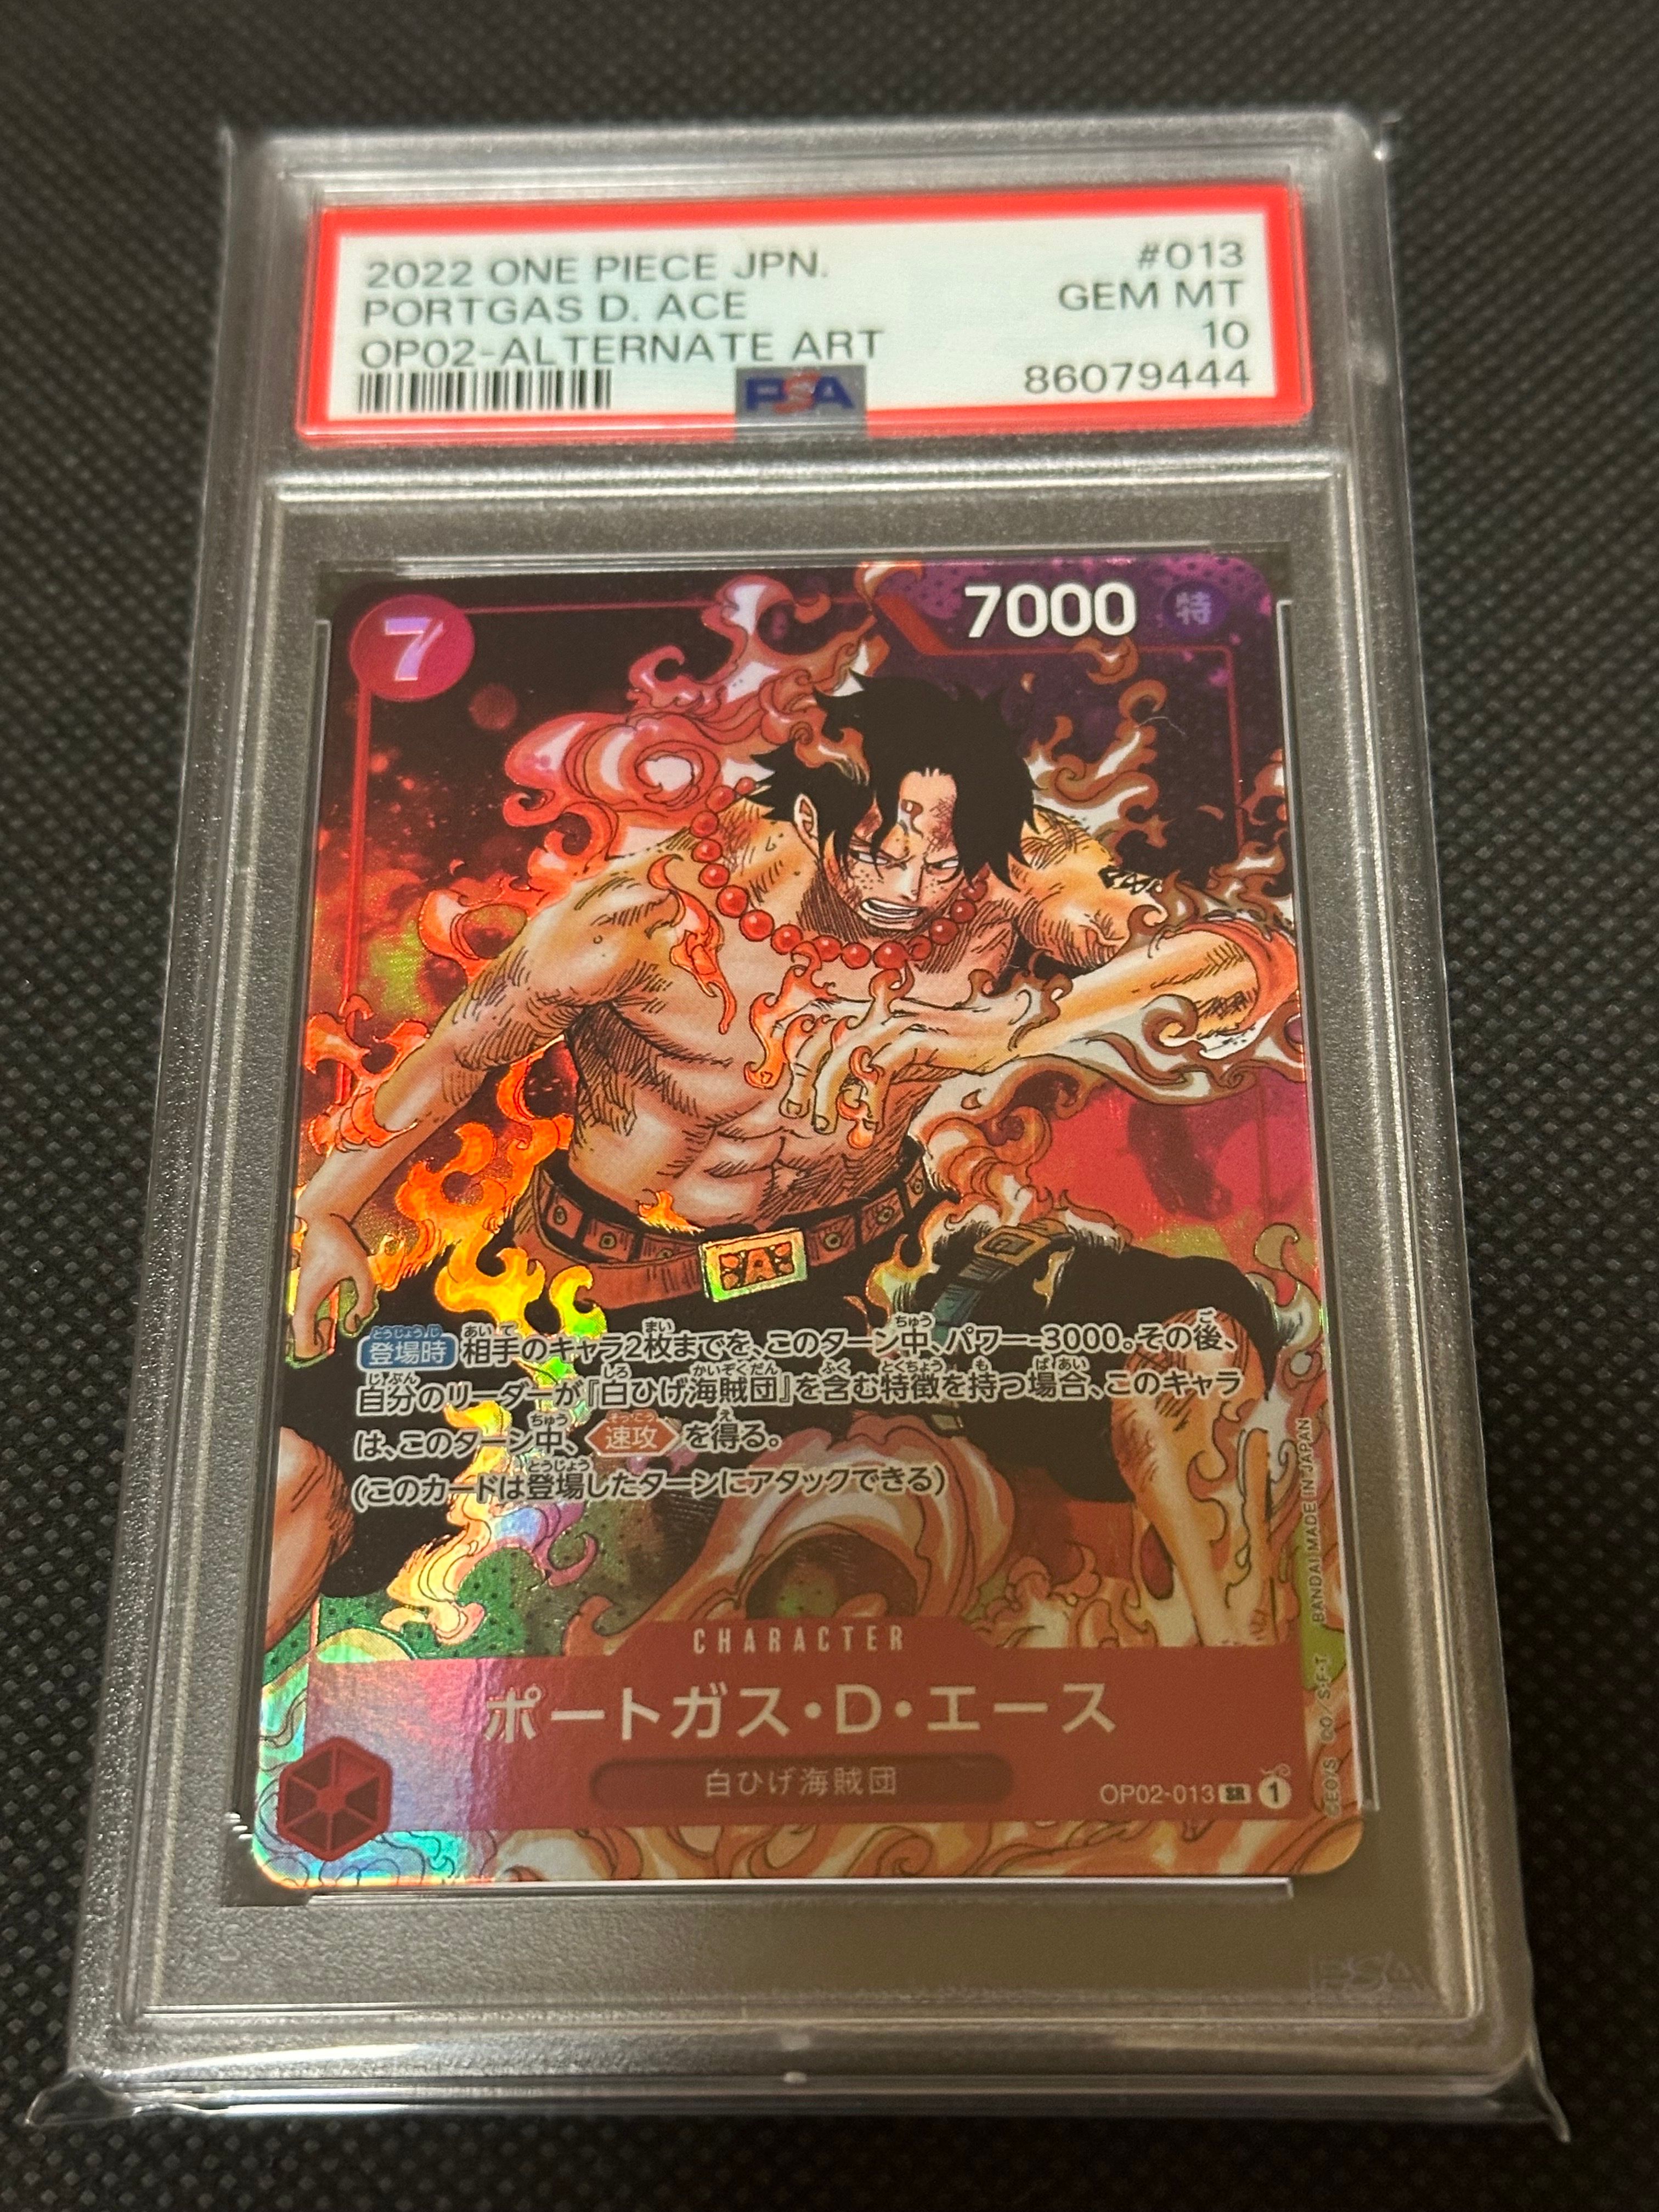 2022 ONE PIECE JPN. #013
PORTGAS D. ACE GEM MT
OP02-ALTERNATE ART 10
PSA 86079444
7 7000 特
登場時 相手のキャラ2枚までを、このターン中、パワー-3000。その後、
自分のリーダーが『白ひげ海賊団』を含む特徴を持つ場合、このキャラ
は、このターン中、速攻を得る。
(このカードは登場したターンにアタックできる)
CHARACTER
ポートガス・D・エース
白ひげ海賊団
OP02-013 SR 1
BANDAI MADE IN JAPAN
A